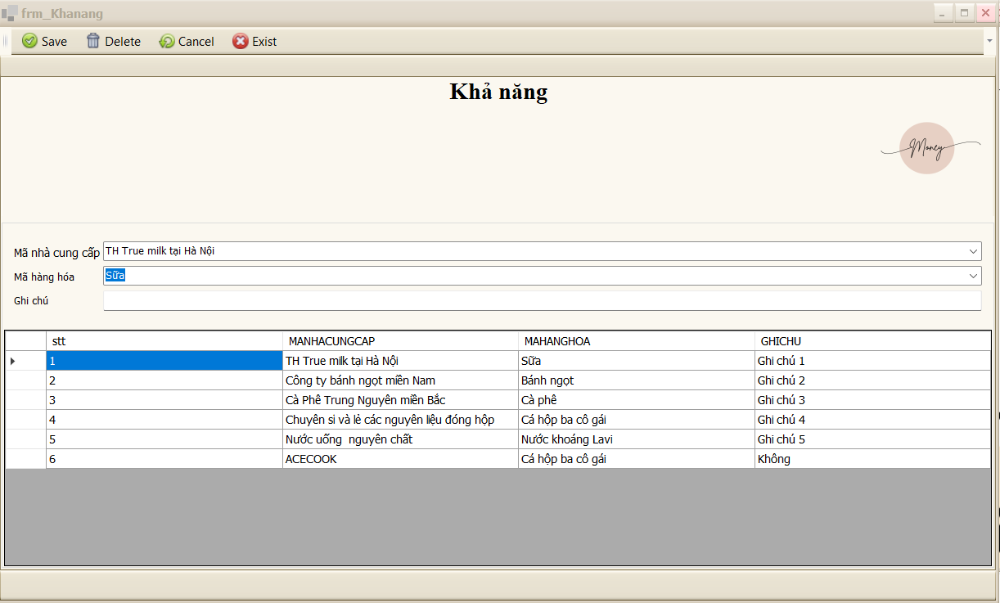 frm_Khanang
Save Delete Cancel Exist
Khả năng
Money
Mã nhà cung cấp TH True milk tại Hà Nội
Mã hàng hóa Sữa
Ghi chú
stt MANHACUNGCAP MAHANGHOA GHICHU
1 TH True milk tại Hà Nội Sữa Ghi chú 1
2 Công ty bánh ngọt miền Nam Bánh ngọt Ghi chú 2
3 Cà Phê Trung Nguyên miền Bắc Cà phê Ghi chú 3
4 Chuyên sỉ và lẻ các nguyên liệu đóng hộp Cá hộp ba cô gái Ghi chú 4
5 Nước uống  nguyên chất Nước khoáng Lavi Ghi chú 5
6 ACECOOK Cá hộp ba cô gái Không